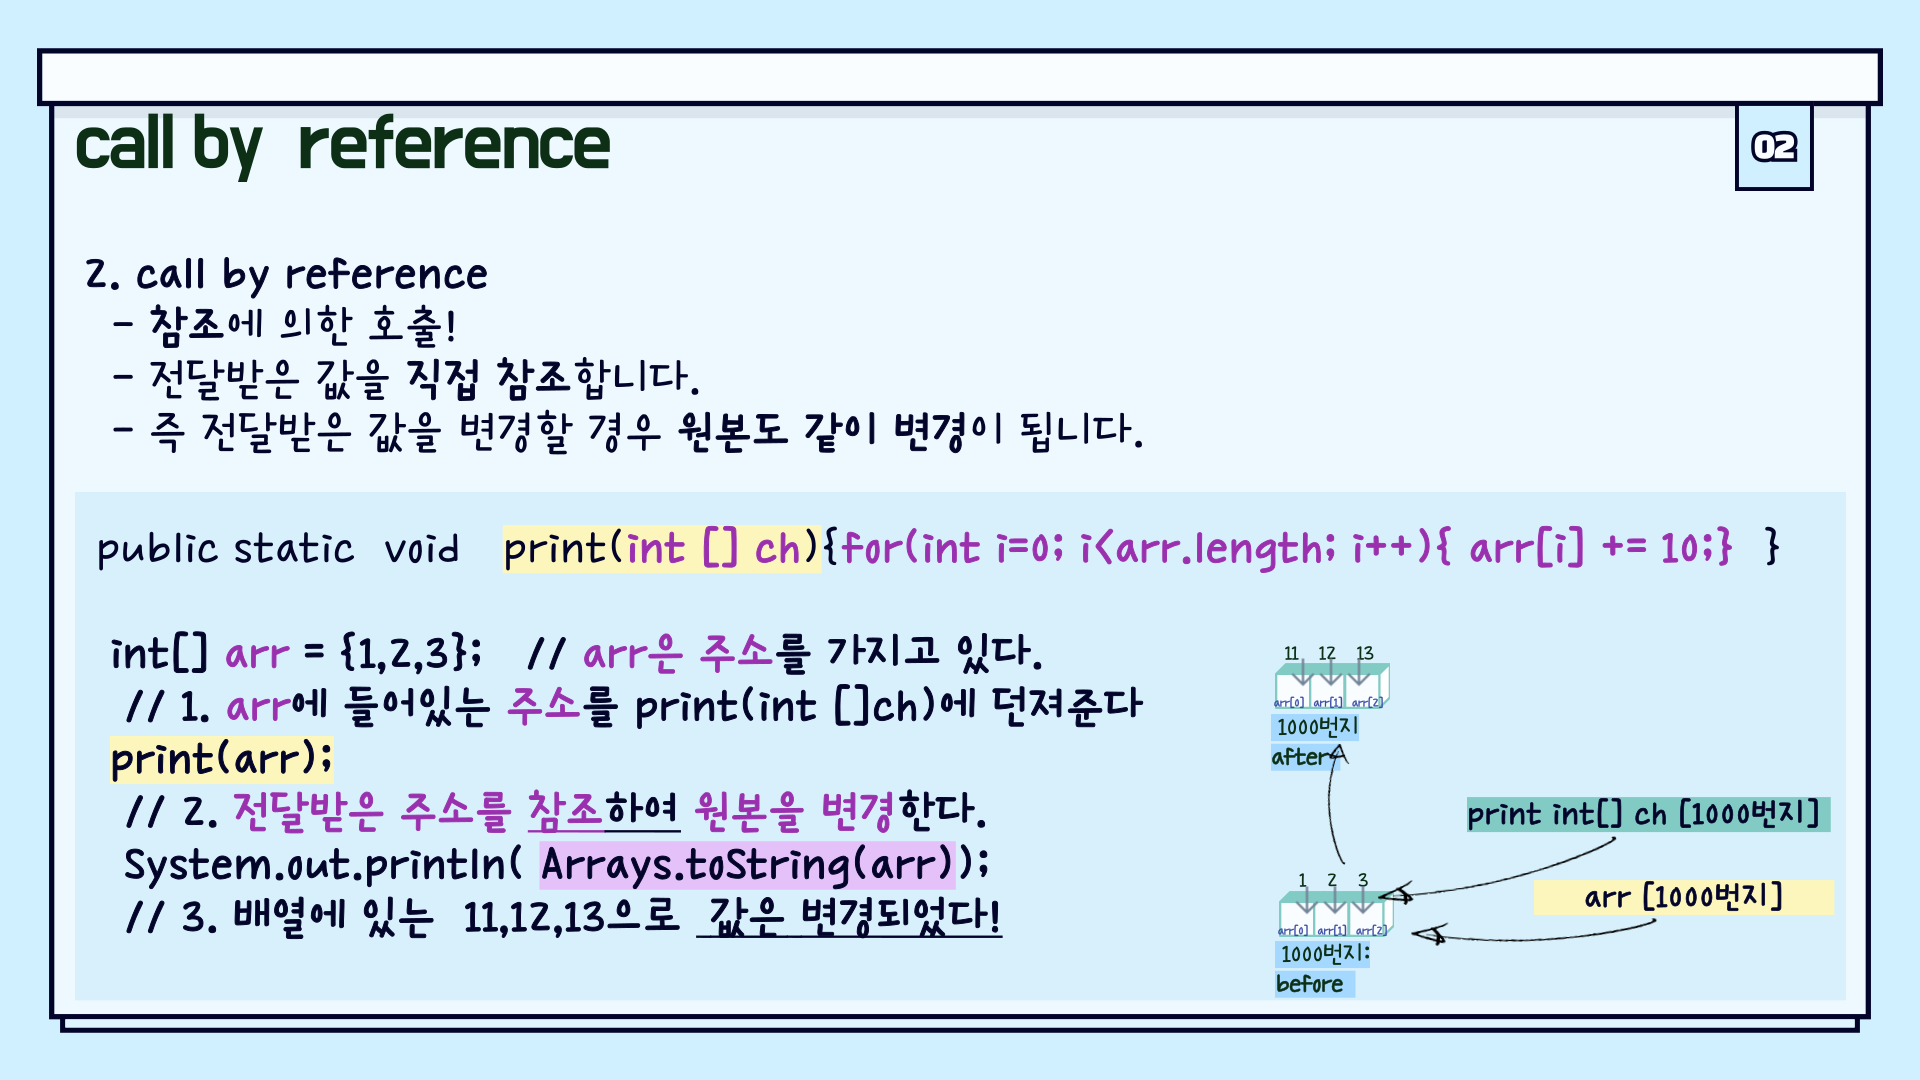 call by reference
02
2. call by reference
- 참조에 의한 호출!
- 전달받은 값을 직접 참조합니다.
- 즉 전달받은 값을 변경할 경우 원본도 같이 변경이 됩니다.
public static void print(int [] ch){for(int i=0; i<arr.length; i++){ arr[i] += 10;} }
int[] arr = {1,2,3}; // arr은 주소를 가지고 있다.
// 1. arr에 들어있는 주소를 print(int []ch)에 던져준다
print(arr);
// 2. 전달받은 주소를 참조하여 원본을 변경한다.
System.out.println( Arrays.toString(arr));
// 3. 배열에 있는 11,12,13으로 값은 변경되었다!
11 12 13
arr[0] arr[1] arr[2]
1000번지
after
print int[] ch [1000번지]
arr [1000번지]
1 2 3
arr[0] arr[1] arr[2]
1000번지:
before